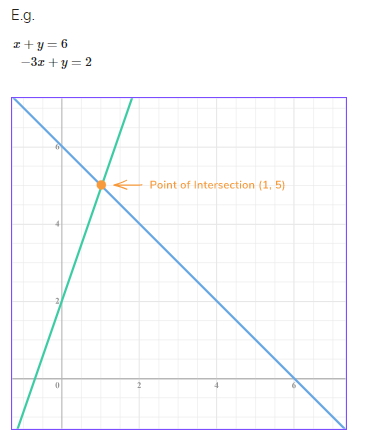 E.g.
x + y = 6
−3x + y = 2
6
Point of Intersection (1, 5)
4
2
0 2 4 6